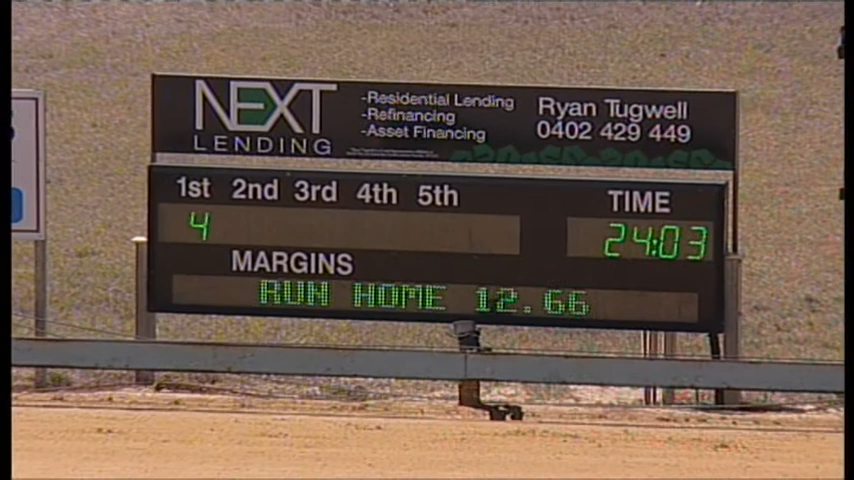 NEXT
LENDING
-Residential Lending
-Refinancing
-Asset Financing
Ryan Tugwell
0402 429 449
1st 2nd 3rd 4th 5th TIME
4 24:03
MARGINS
RUN HOME 12.66